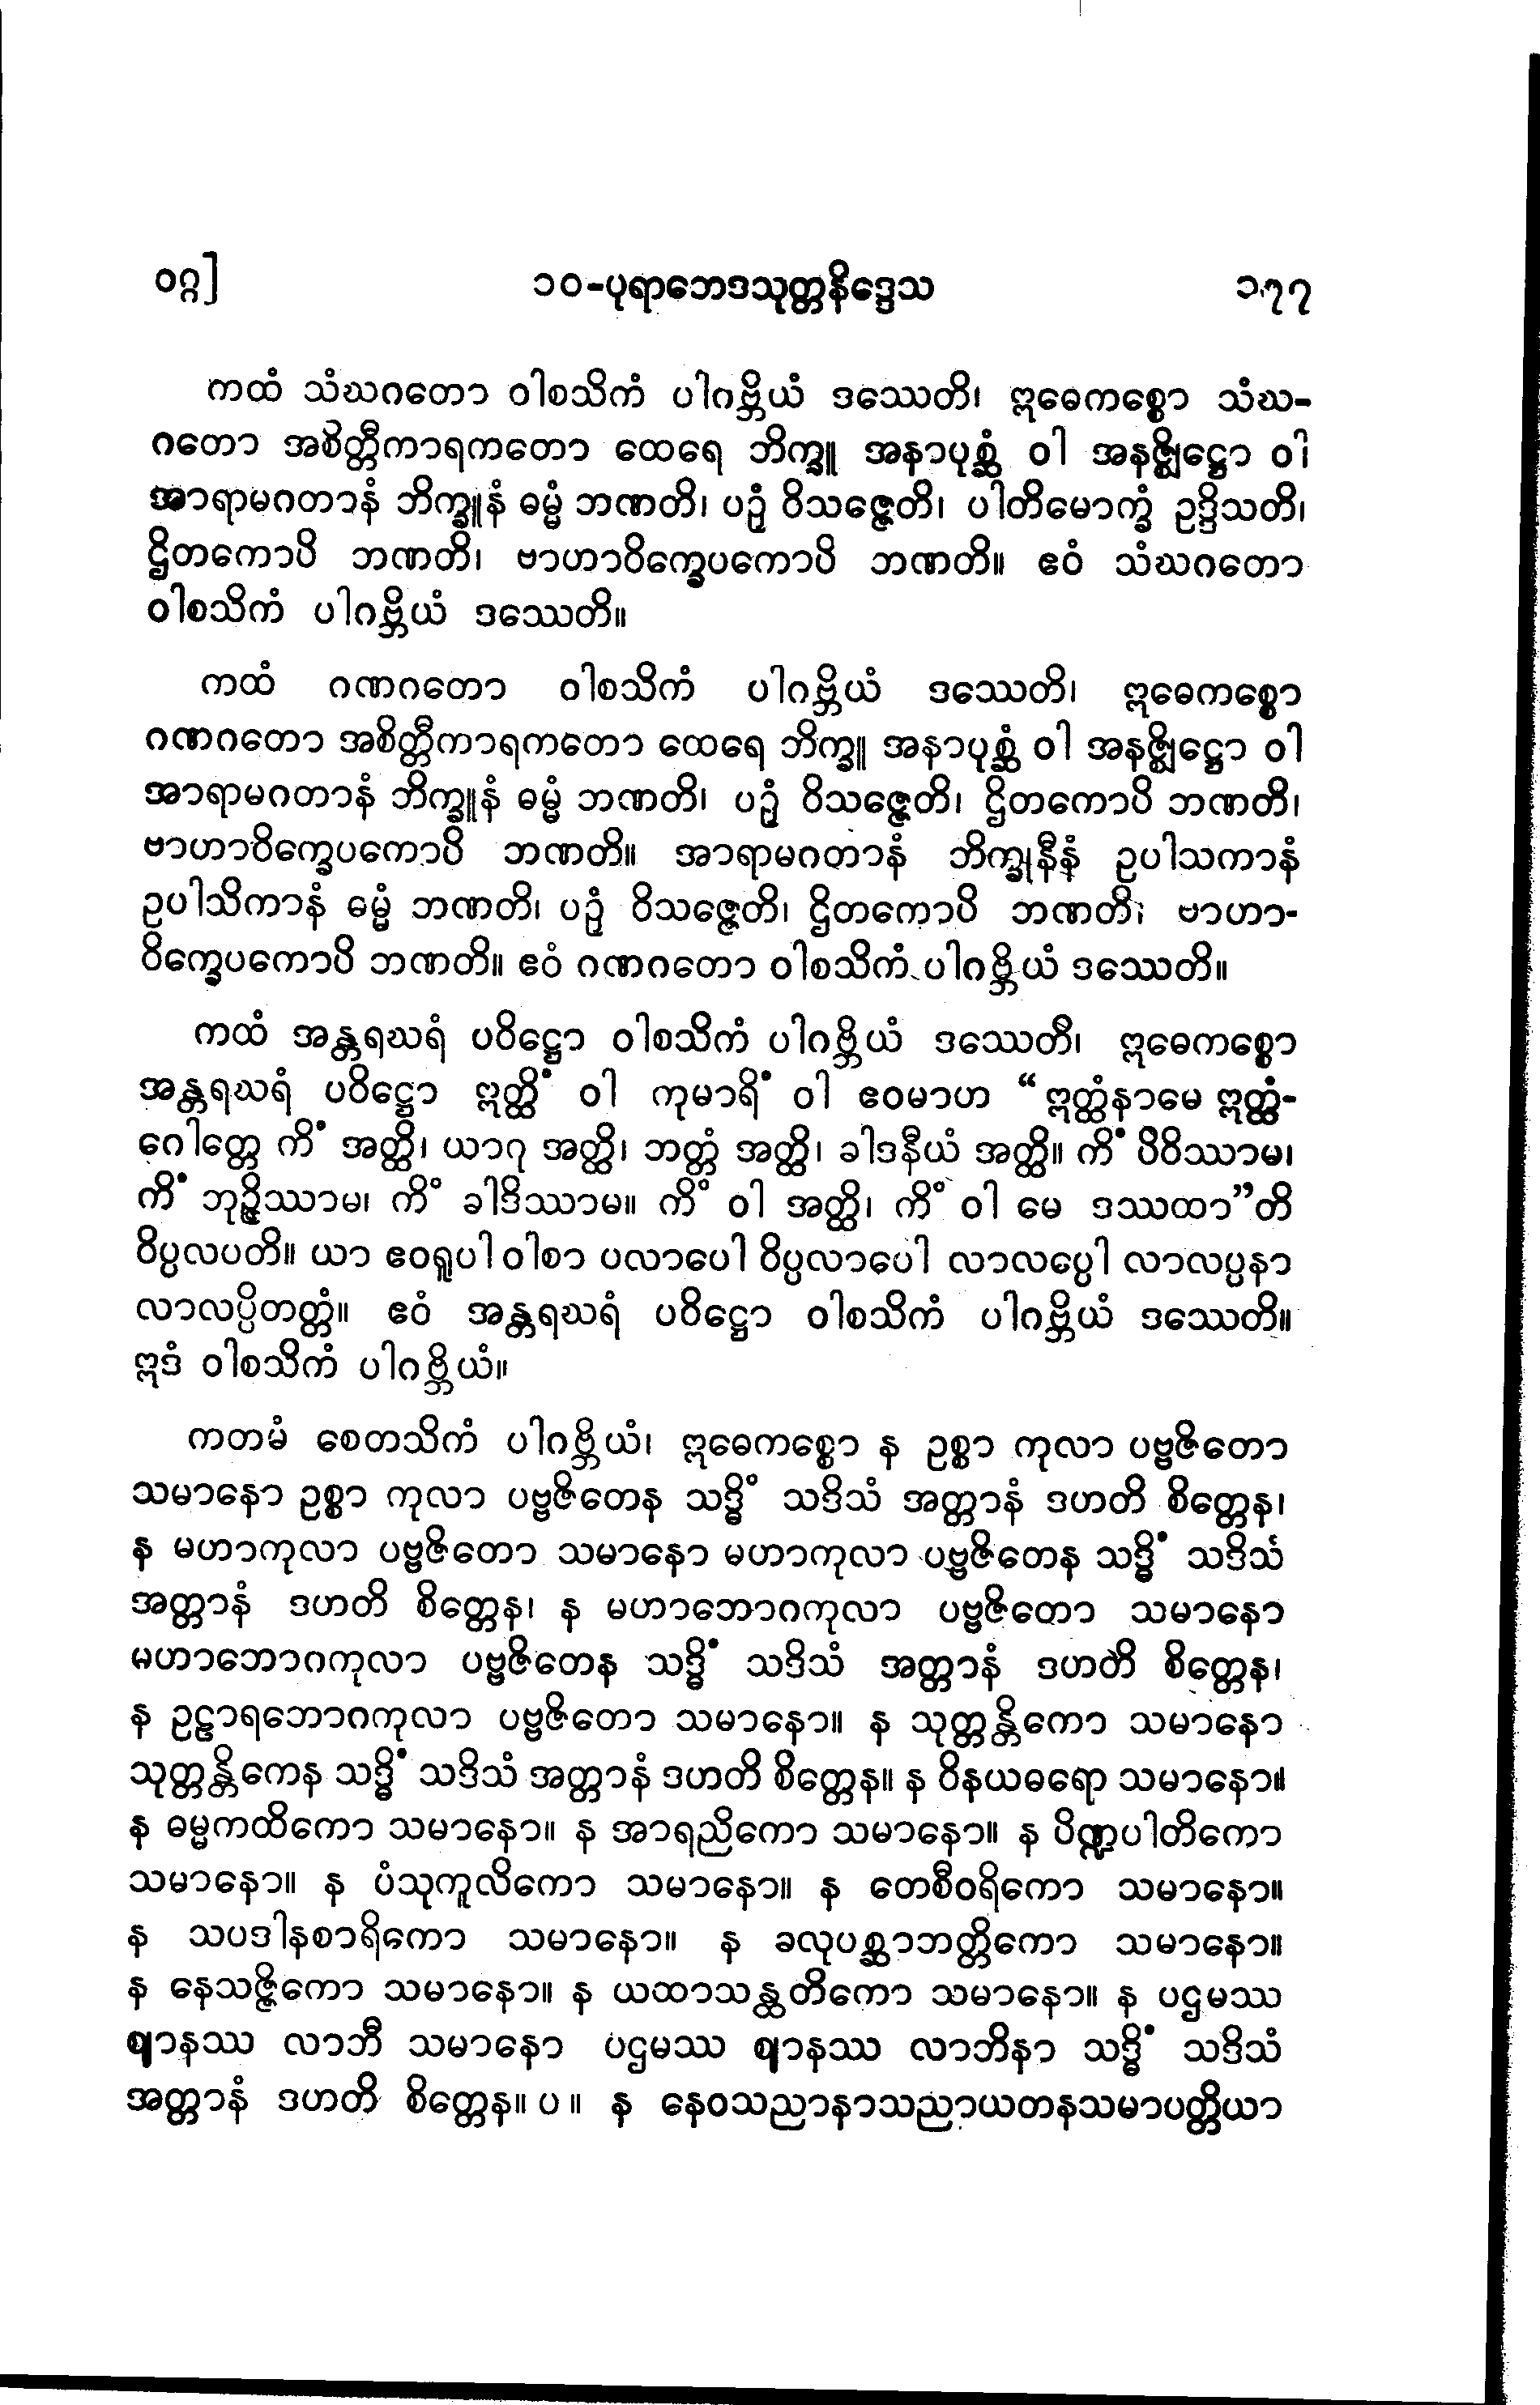 ဝဂ္ဂ]
၁၀-ပုရာဘေဒသုတ္တနိဒ္ဒေသ
၁၇၇
ကထံ သံဃဂတော ဝါစသိကံ ပါဂဗ္ဘိယံ ဒဿေတိ၊ ဣဓေကစ္စော သံဃ-
ဂတော အစိတ္တီကာရကတော ထေရေ ဘိက္ခူ အနာပုစ္ဆံ ဝါ အနဇ္ဈိဋ္ဌော ဝါ
အာရာမဂတာနံ ဘိက္ခူနံ ဓမ္မံ ဘဏတိ၊ ပဉှံ ဝိသဇ္ဇေတိ၊ ပါတိမောက္ခံ ဥဒ္ဒိသတိ၊
ဌိတကောပိ ဘဏတိ၊ ဗာဟာဝိက္ခေပကောပိ ဘဏတိ။ ဧဝံ သံဃဂတော
ဝါစသိကံ ပါဂဗ္ဘိယံ ဒဿေတိ။
ကထံ ဂဏဂတော ဝါစသိကံ ပါဂဗ္ဘိယံ ဒဿေတိ၊ ဣဓေကစ္စော
ဂဏဂတော အစိတ္တီကာရကတော ထေရေ ဘိက္ခူ အနာပုစ္ဆံ ဝါ အနဇ္ဈိဋ္ဌော ဝါ
အာရာမဂတာနံ ဘိက္ခူနံ ဓမ္မံ ဘဏတိ၊ ပဉှံ ဝိသဇ္ဇေတိ၊ ဌိတကောပိ ဘဏတိ၊
ဗာဟာဝိက္ခေပကောပိ ဘဏတိ။ အာရာမဂတာနံ ဘိက္ခုနီနံ ဥပါသကာနံ
ဥပါသိကာနံ ဓမ္မံ ဘဏတိ၊ ပဉှံ ဝိသဇ္ဇေတိ၊ ဌိတကောပိ ဘဏတိ၊ ဗာဟာ-
ဝိက္ခေပကောပိ ဘဏတိ။ ဧဝံ ဂဏဂတော ဝါစသိကံ ပါဂဗ္ဘိယံ ဒဿေတိ။
ကထံ အန္တရဃရံ ပဝိဋ္ဌော ဝါစသိကံ ပါဂဗ္ဘိယံ ဒဿေတိ၊ ဣဓေကစ္စော
အန္တရဃရံ ပဝိဋ္ဌော ဣတ္ထိံ ဝါ ကုမာရိံ ဝါ ဧဝမာဟ “ဣတ္ထံနာမေ ဣတ္ထံ-
ဂေါတ္တေ ကိံ အတ္ထိ၊ ယာဂု အတ္ထိ၊ ဘတ္တံ အတ္ထိ၊ ခါဒနီယံ အတ္ထိ။ ကိံ ပိဝိဿာမ၊
ကိံ ဘုဉ္ဇိဿာမ၊ ကိံ ခါဒိဿာမ။ ကိံ ဝါ အတ္ထိ၊ ကိံ ဝါ မေ ဒဿထာ”တိ
ဝိပ္ပလပတိ။ ယာ ဧဝရူပါ ဝါစာ ပလာပေါ ဝိပ္ပလာပေါ လာလပ္ပေါ လာလပ္ပနာ
လာလပ္ပိတတ္တံ။ ဧဝံ အန္တရဃရံ ပဝိဋ္ဌော ဝါစသိကံ ပါဂဗ္ဘိယံ ဒဿေတိ။
ဣဒံ ဝါစသိကံ ပါဂဗ္ဘိယံ။
ကတမံ စေတသိကံ ပါဂဗ္ဘိယံ၊ ဣဓေကစ္စော န ဥစ္စာ ကုလာ ပဗ္ဗဇိတော
သမာနော ဥစ္စာ ကုလာ ပဗ္ဗဇိတေန သဒ္ဓိံ သဒိသံ အတ္တာနံ ဒဟတိ စိတ္တေန၊
န မဟာကုလာ ပဗ္ဗဇိတော သမာနော မဟာကုလာ ပဗ္ဗဇိတေန သဒ္ဓိံ သဒိသံ
အတ္တာနံ ဒဟတိ စိတ္တေန၊ န မဟာဘောဂကုလာ ပဗ္ဗဇိတော သမာနော
မဟာဘောဂကုလာ ပဗ္ဗဇိတေန သဒ္ဓိံ သဒိသံ အတ္တာနံ ဒဟတိ စိတ္တေန၊
န ဥဠာရဘောဂကုလာ ပဗ္ဗဇိတော သမာနော။ န သုတ္တန္တိကော သမာနော
သုတ္တန္တိကေန သဒ္ဓိံ သဒိသံ အတ္တာနံ ဒဟတိ စိတ္တေန။ န ဝိနယဓရော သမာနော။
န ဓမ္မကထိကော သမာနော။ န အာရညိကော သမာနော။ န ပိဏ္ဍပါတိကော
သမာနော။ န ပံသုကူလိကော သမာနော။ န တေစီဝရိကော သမာနော။
န သပဒါနစာရိကော သမာနော။ န ခလုပစ္ဆာဘတ္တိကော သမာနော။
န နေသဇ္ဇိကော သမာနော။ န ယထာသန္ထတိကော သမာနော။ န ပဌမဿ
ဈာနဿ လာဘီ သမာနော ပဌမဿ ဈာနဿ လာဘိနာ သဒ္ဓိံ သဒိသံ
အတ္တာနံ ဒဟတိ စိတ္တေန။ ပ ။ န နေဝသညာနာသညာယတနသမာပတ္တိယာ